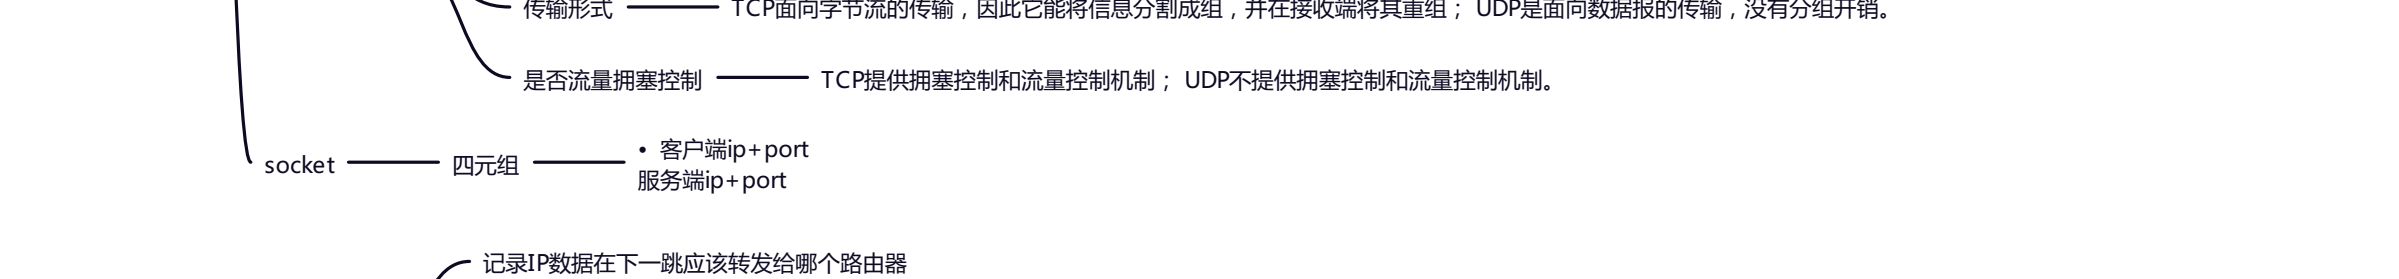 传输形式 TCP面向字节流的传输，因此它能将信息分割成组，并在接收端将其重组； UDP是面向数据报的传输，没有分组开销。
是否流量拥塞控制 TCP提供拥塞控制和流量控制机制； UDP不提供拥塞控制和流量控制机制。
• 客户端ip+port
socket 四元组
服务端ip+port
记录IP数据在下一跳应该转发给哪个路由器